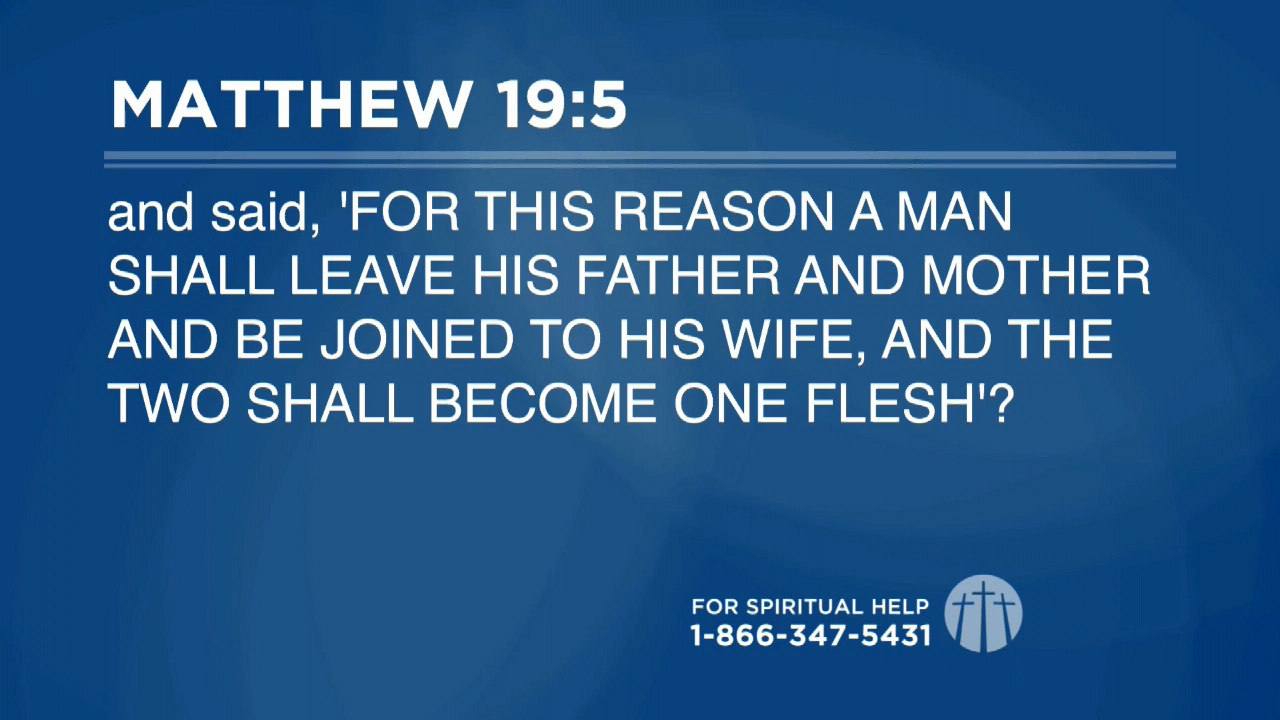 MATTHEW 19:5
and said, 'FOR THIS REASON A MAN
SHALL LEAVE HIS FATHER AND MOTHER
AND BE JOINED TO HIS WIFE, AND THE
TWO SHALL BECOME ONE FLESH'?
FOR SPIRITUAL HELP
1-866-347-5431